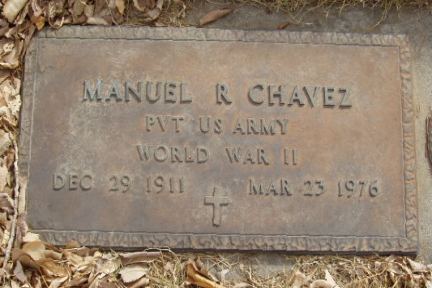 MANUEL R CHAVEZ
PVT US ARMY
WORLD WAR II
DEC 29 1911 MAR 23 1976